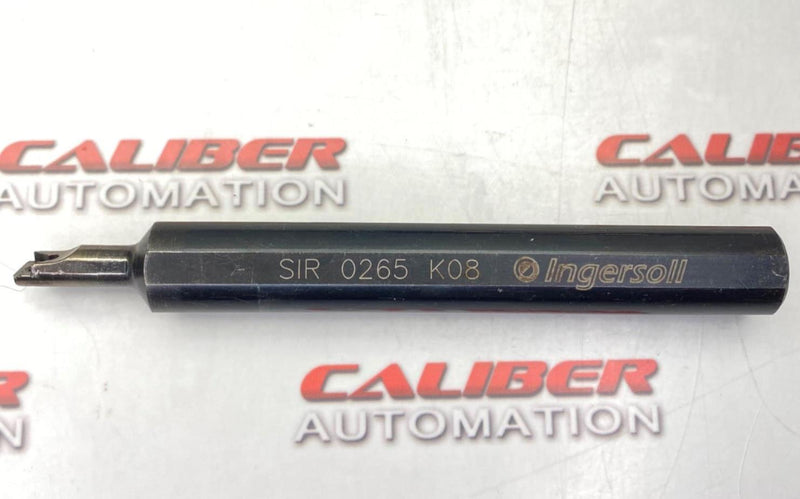 CALIBER
AUTOMATION
CALIBER
AUTOMATION
SIR 0265 K08 Ingersoll
CALIBER
AUTOMATION